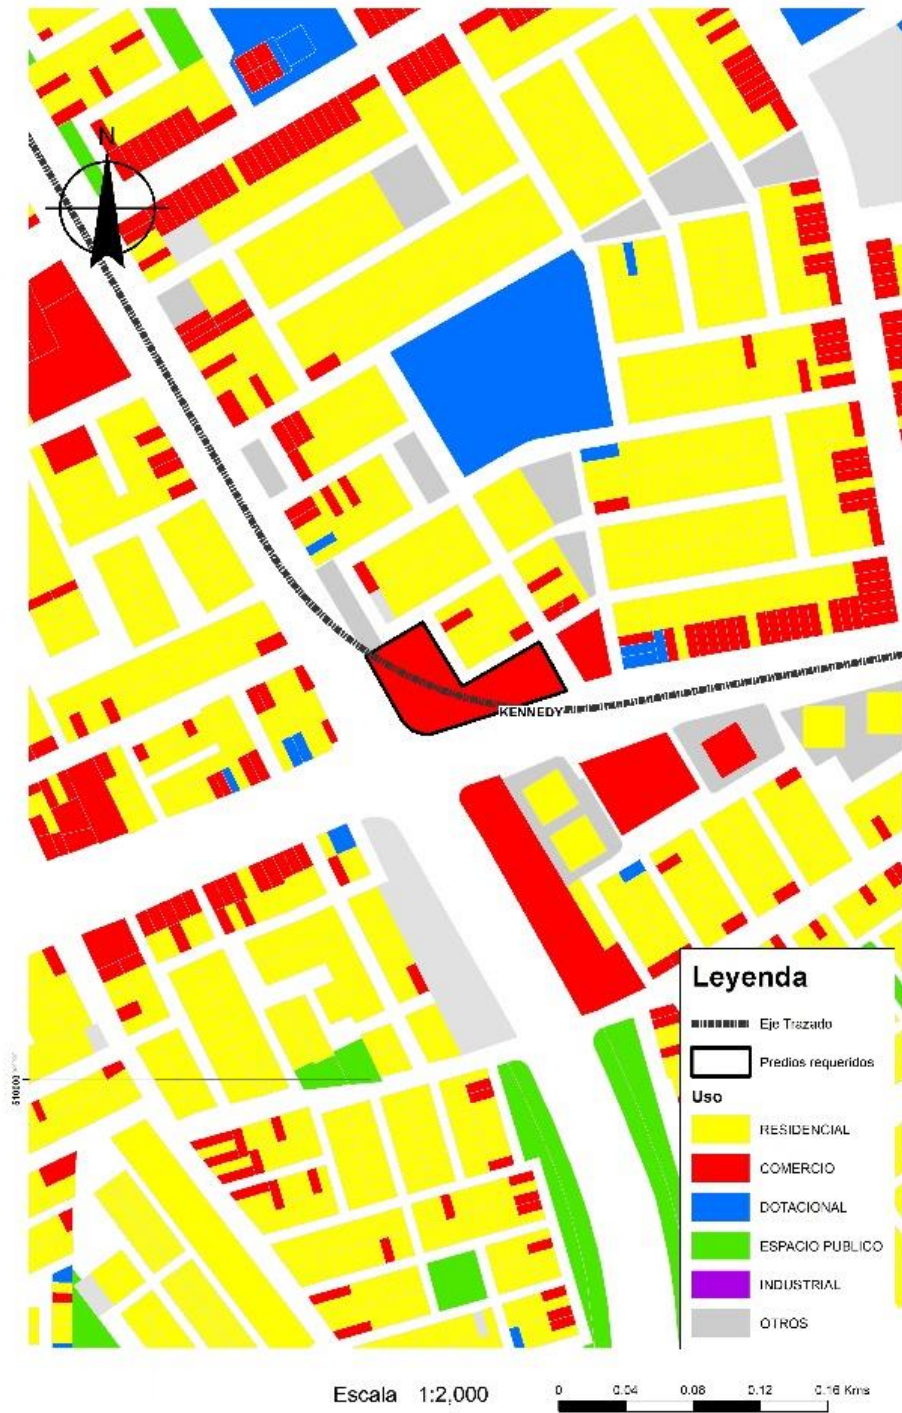 N
KENNEDY
Leyenda
Eje Trazado
Predios requeridos
Uso
RESIDENCIAL
COMERCIO
DOTACIONAL
ESPACIO PUBLICO
INDUSTRIAL
OTROS
Escala 1:2,000
0 0.04 0.08 0.12 0.16 Kms